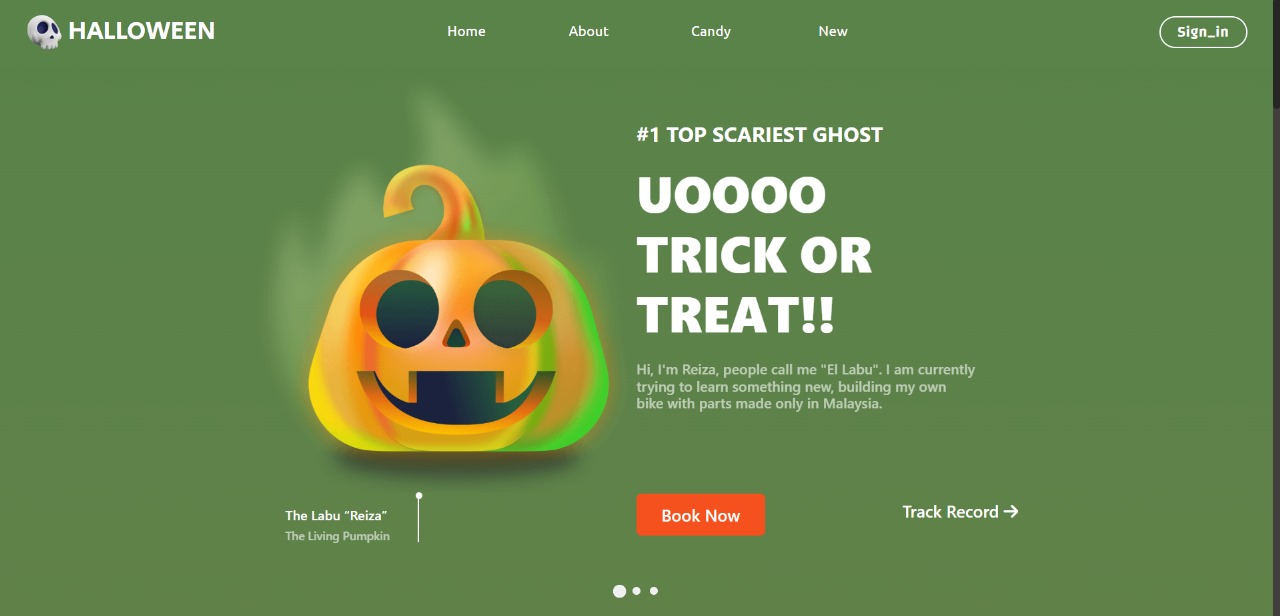 HALLOWEEN
Home
About
Candy
New
Sign_in
#1 TOP SCARIEST GHOST
UOOOO
TRICK OR
TREAT!!
Hi, I'm Reiza, people call me "El Labu". I am currently
trying to learn something new, building my own
bike with parts made only in Malaysia.
The Labu “Reiza”
The Living Pumpkin
Book Now
Track Record